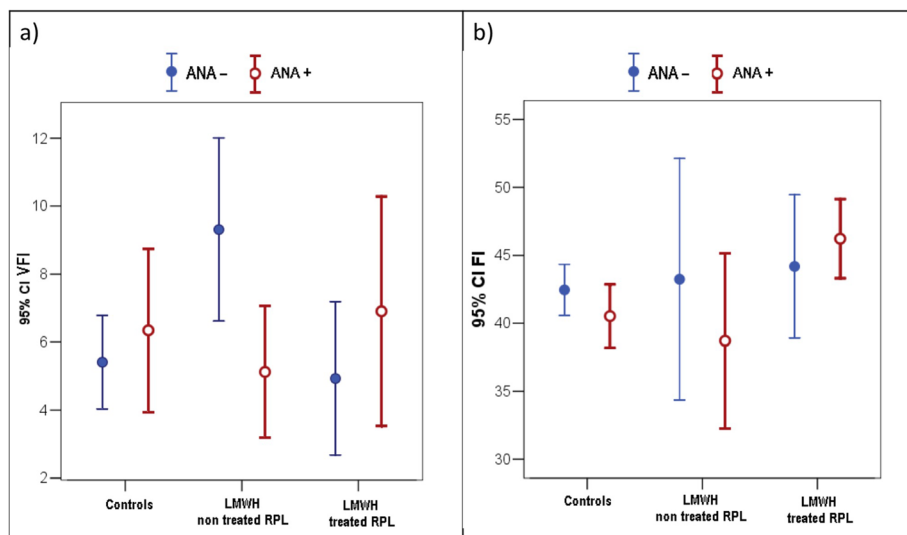 a)
ANA –
ANA +
95% CI VFI
12
10
8
6
4
2
Controls
LMWH
non treated RPL
LMWH
treated RPL
b)
ANA –
ANA +
95% CI FI
55
50
45
40
35
30
Controls
LMWH
non treated RPL
LMWH
treated RPL